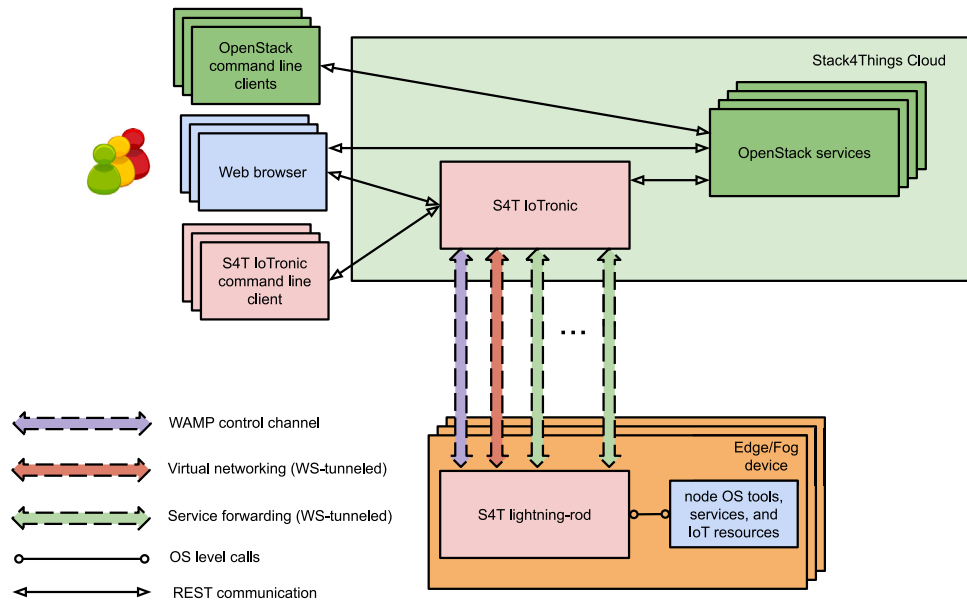 OpenStack
command line
clients
Stack4Things Cloud
OpenStack services
Web browser
S4T IoTronic
S4T IoTronic
command line
client
...
WAMP control channel
Virtual networking (WS-tunneled)
Service forwarding (WS-tunneled)
OS level calls
REST communication
Edge/Fog
device
S4T lightning-rod
node OS tools,
services, and
IoT resources